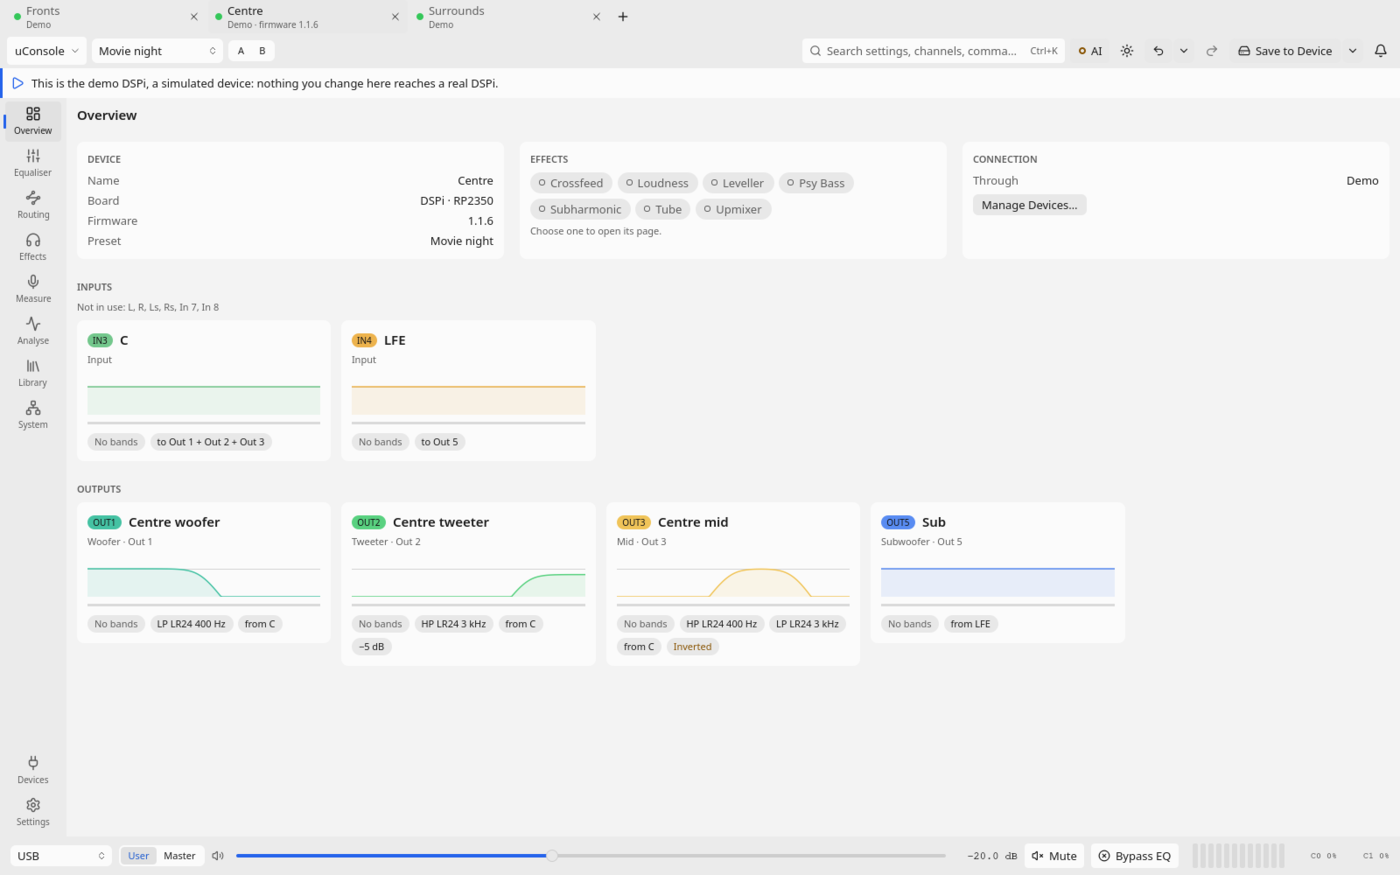 Fronts
Demo
Centre
Demo · firmware 1.1.6
Surrounds
Demo
uConsole
Movie night
A B
Search settings, channels, comma... Ctrl+K
AI
Save to Device
This is the demo DSPi, a simulated device: nothing you change here reaches a real DSPi.
Overview
Equaliser
Routing
Effects
Measure
Analyse
Library
System
Devices
Settings
Overview
DEVICE
Name Centre
Board DSPi · RP2350
Firmware 1.1.6
Preset Movie night
EFFECTS
Crossfeed Loudness Leveller Psy Bass
Subharmonic Tube Upmixer
Choose one to open its page.
CONNECTION
Through Demo
Manage Devices...
INPUTS
Not in use: L, R, Ls, Rs, In 7, In 8
IN3 C
Input
No bands to Out 1 + Out 2 + Out 3
IN4 LFE
Input
No bands to Out 5
OUTPUTS
OUT1 Centre woofer
Woofer · Out 1
No bands LP LR24 400 Hz from C
OUT2 Centre tweeter
Tweeter · Out 2
No bands HP LR24 3 kHz from C
−5 dB
OUT3 Centre mid
Mid · Out 3
No bands HP LR24 400 Hz LP LR24 3 kHz
from C Inverted
OUT5 Sub
Subwoofer · Out 5
No bands from LFE
USB
User Master
−20.0 dB
Mute
Bypass EQ
C0 0% C1 0%